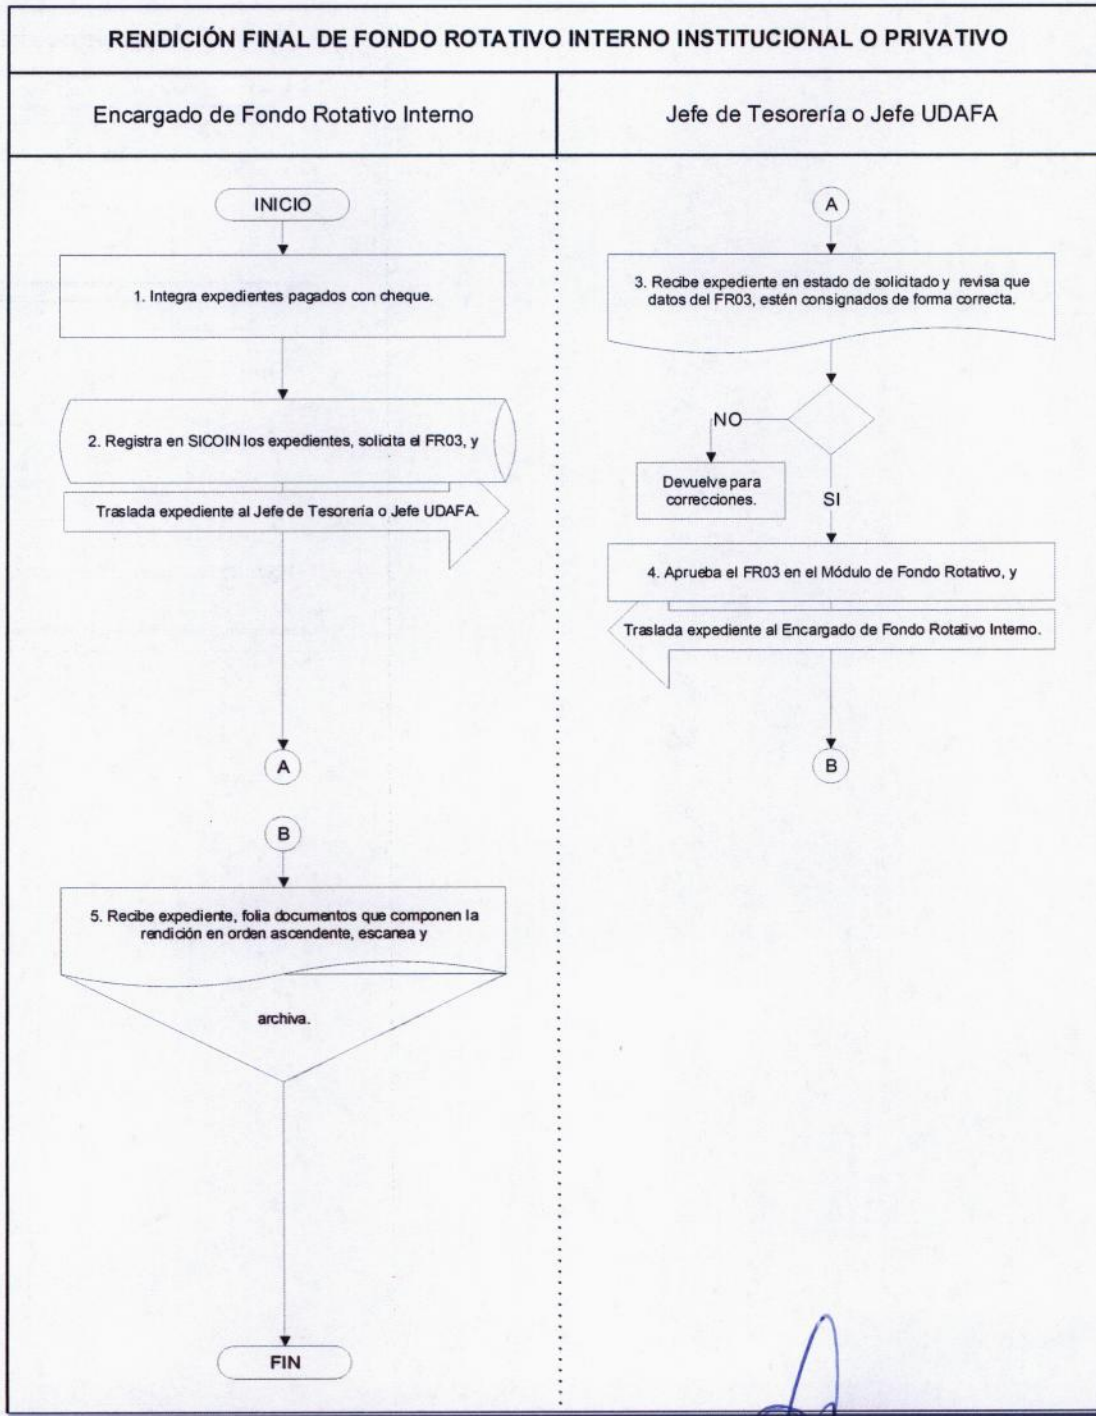 RENDICIÓN FINAL DE FONDO ROTATIVO INTERNO INSTITUCIONAL O PRIVATIVO
Encargado de Fondo Rotativo Interno
Jefe de Tesorería o Jefe UDAFA
INICIO
1. Integra expedientes pagados con cheque.
2. Registra en SICOIN los expedientes, solicita el FR03, y
Traslada expediente al Jefe de Tesorería o Jefe UDAFA.
A
B
5. Recibe expediente, folia documentos que componen la
rendición en orden ascendente, escanea y
archiva.
FIN
A
3. Recibe expediente en estado de solicitado y revisa que
datos del FR03, estén consignados de forma correcta.
NO
Devuelve para
correcciones.
SI
4. Aprueba el FR03 en el Módulo de Fondo Rotativo, y
Traslada expediente al Encargado de Fondo Rotativo Interno.
B